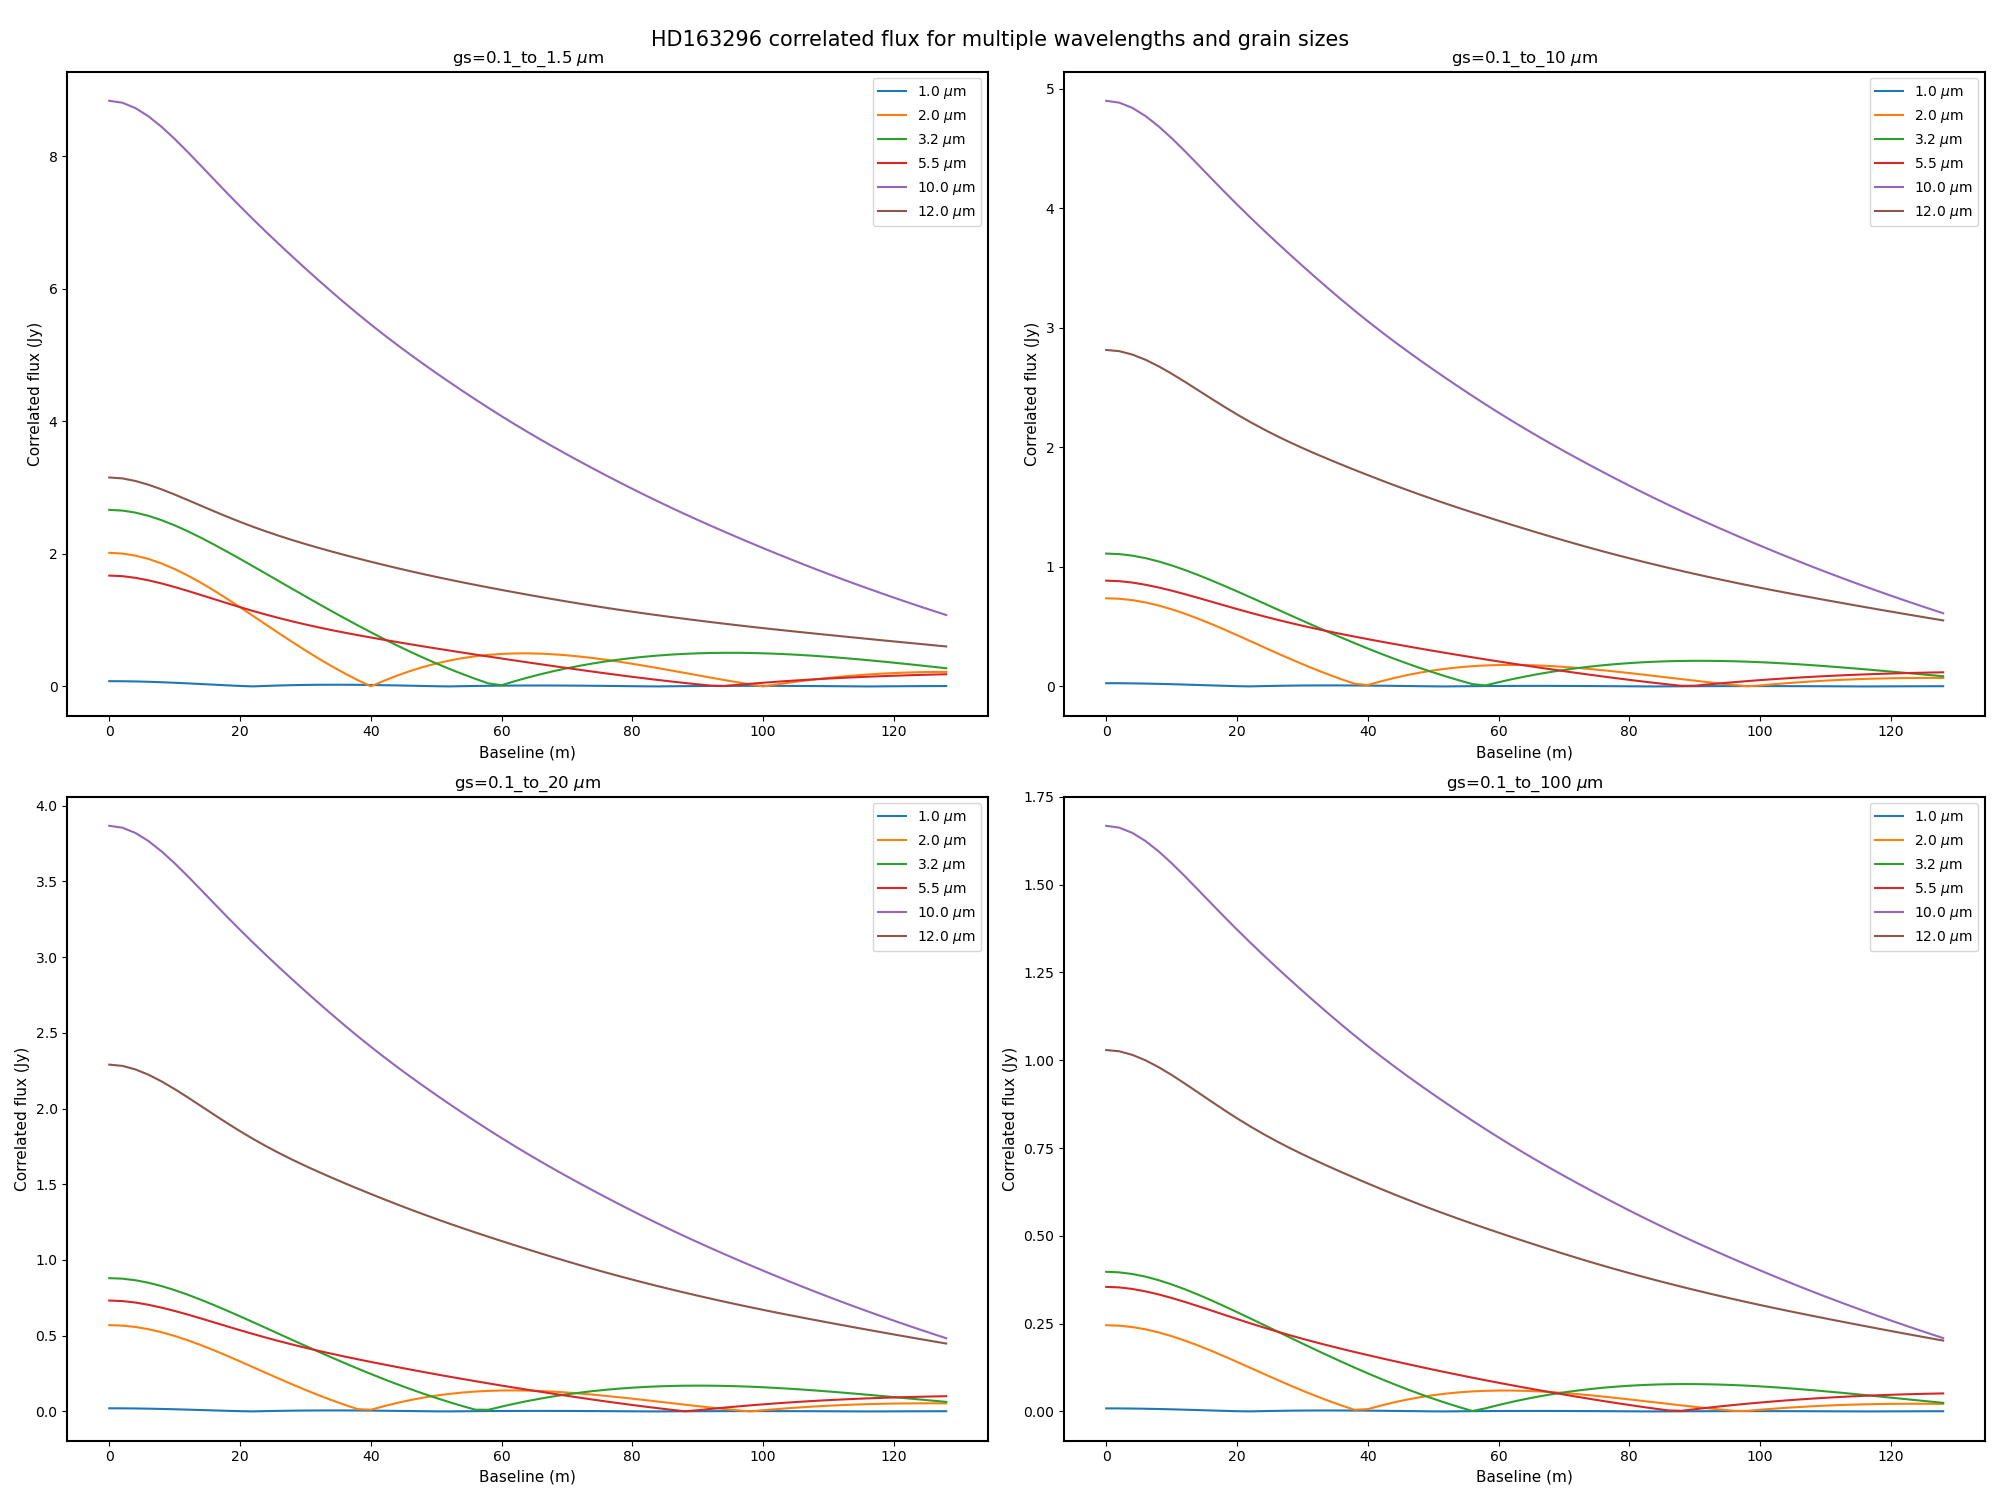 HD163296 correlated flux for multiple wavelengths and grain sizes
gs=0.1_to_1.5 μm
Correlated flux (Jy)
8
6
4
2
0
0 20 40 60 80 100 120
Baseline (m)
1.0 μm
2.0 μm
3.2 μm
5.5 μm
10.0 μm
12.0 μm
gs=0.1_to_10 μm
Correlated flux (Jy)
5
4
3
2
1
0
0 20 40 60 80 100 120
Baseline (m)
1.0 μm
2.0 μm
3.2 μm
5.5 μm
10.0 μm
12.0 μm
gs=0.1_to_20 μm
Correlated flux (Jy)
4.0
3.5
3.0
2.5
2.0
1.5
1.0
0.5
0.0
0 20 40 60 80 100 120
Baseline (m)
1.0 μm
2.0 μm
3.2 μm
5.5 μm
10.0 μm
12.0 μm
gs=0.1_to_100 μm
Correlated flux (Jy)
1.75
1.50
1.25
1.00
0.75
0.50
0.25
0.00
0 20 40 60 80 100 120
Baseline (m)
1.0 μm
2.0 μm
3.2 μm
5.5 μm
10.0 μm
12.0 μm